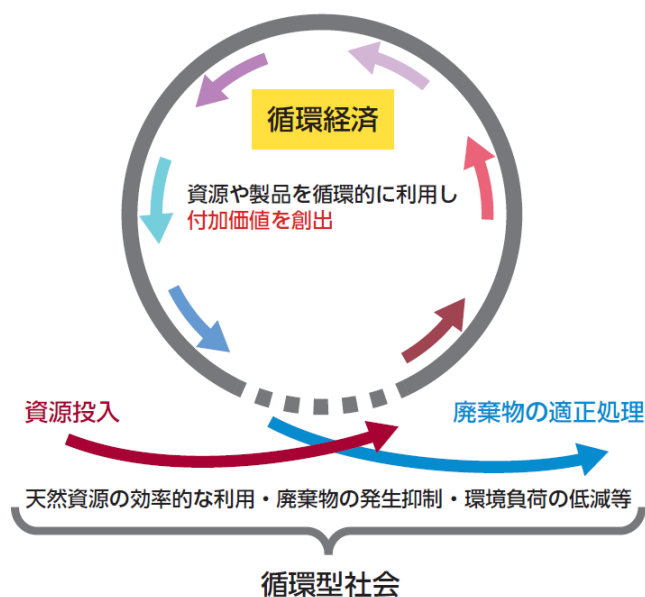 循環経済
資源や製品を循環的に利用し
付加価値を創出
資源投入
廃棄物の適正処理
天然資源の効率的な利用・廃棄物の発生抑制・環境負荷の低減等
循環型社会